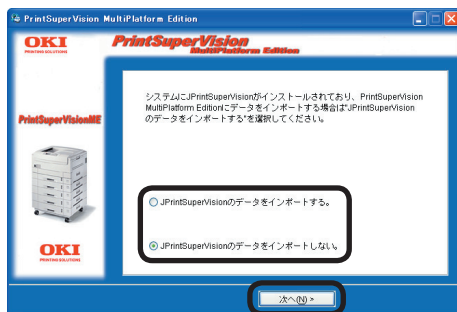 PrintSuperVision MultiPlatform Edition
OKI
PRINTING SOLUTIONS
PrintSuperVision
MultiPlatform Edition
システムにJPrintSuperVisionがインストールされており、PrintSuperVision
MultiPlatform Editionにデータをインポートする場合は"JPrintSuperVision
のデータをインポートする"を選択してください。
PrintSuperVisionME
JPrintSuperVisionのデータをインポートする。
JPrintSuperVisionのデータをインポートしない。
OKI
PRINTING SOLUTIONS
次へ(N) >